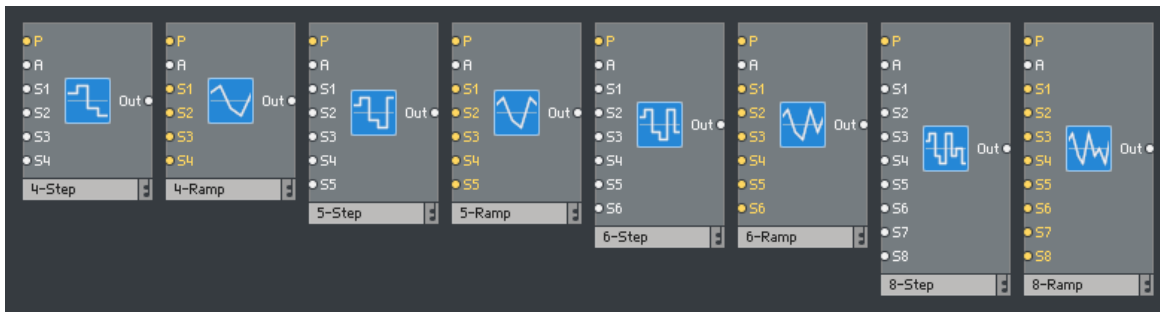 P
A
S1
S2
S3
S4
Out
4-Step
P
A
S1
S2
S3
S4
Out
4-Ramp
P
A
S1
S2
S3
S4
S5
Out
5-Step
P
A
S1
S2
S3
S4
S5
Out
5-Ramp
P
A
S1
S2
S3
S4
S5
S6
Out
6-Step
P
A
S1
S2
S3
S4
S5
S6
Out
6-Ramp
P
A
S1
S2
S3
S4
S5
S6
S7
S8
Out
8-Step
P
A
S1
S2
S3
S4
S5
S6
S7
S8
Out
8-Ramp